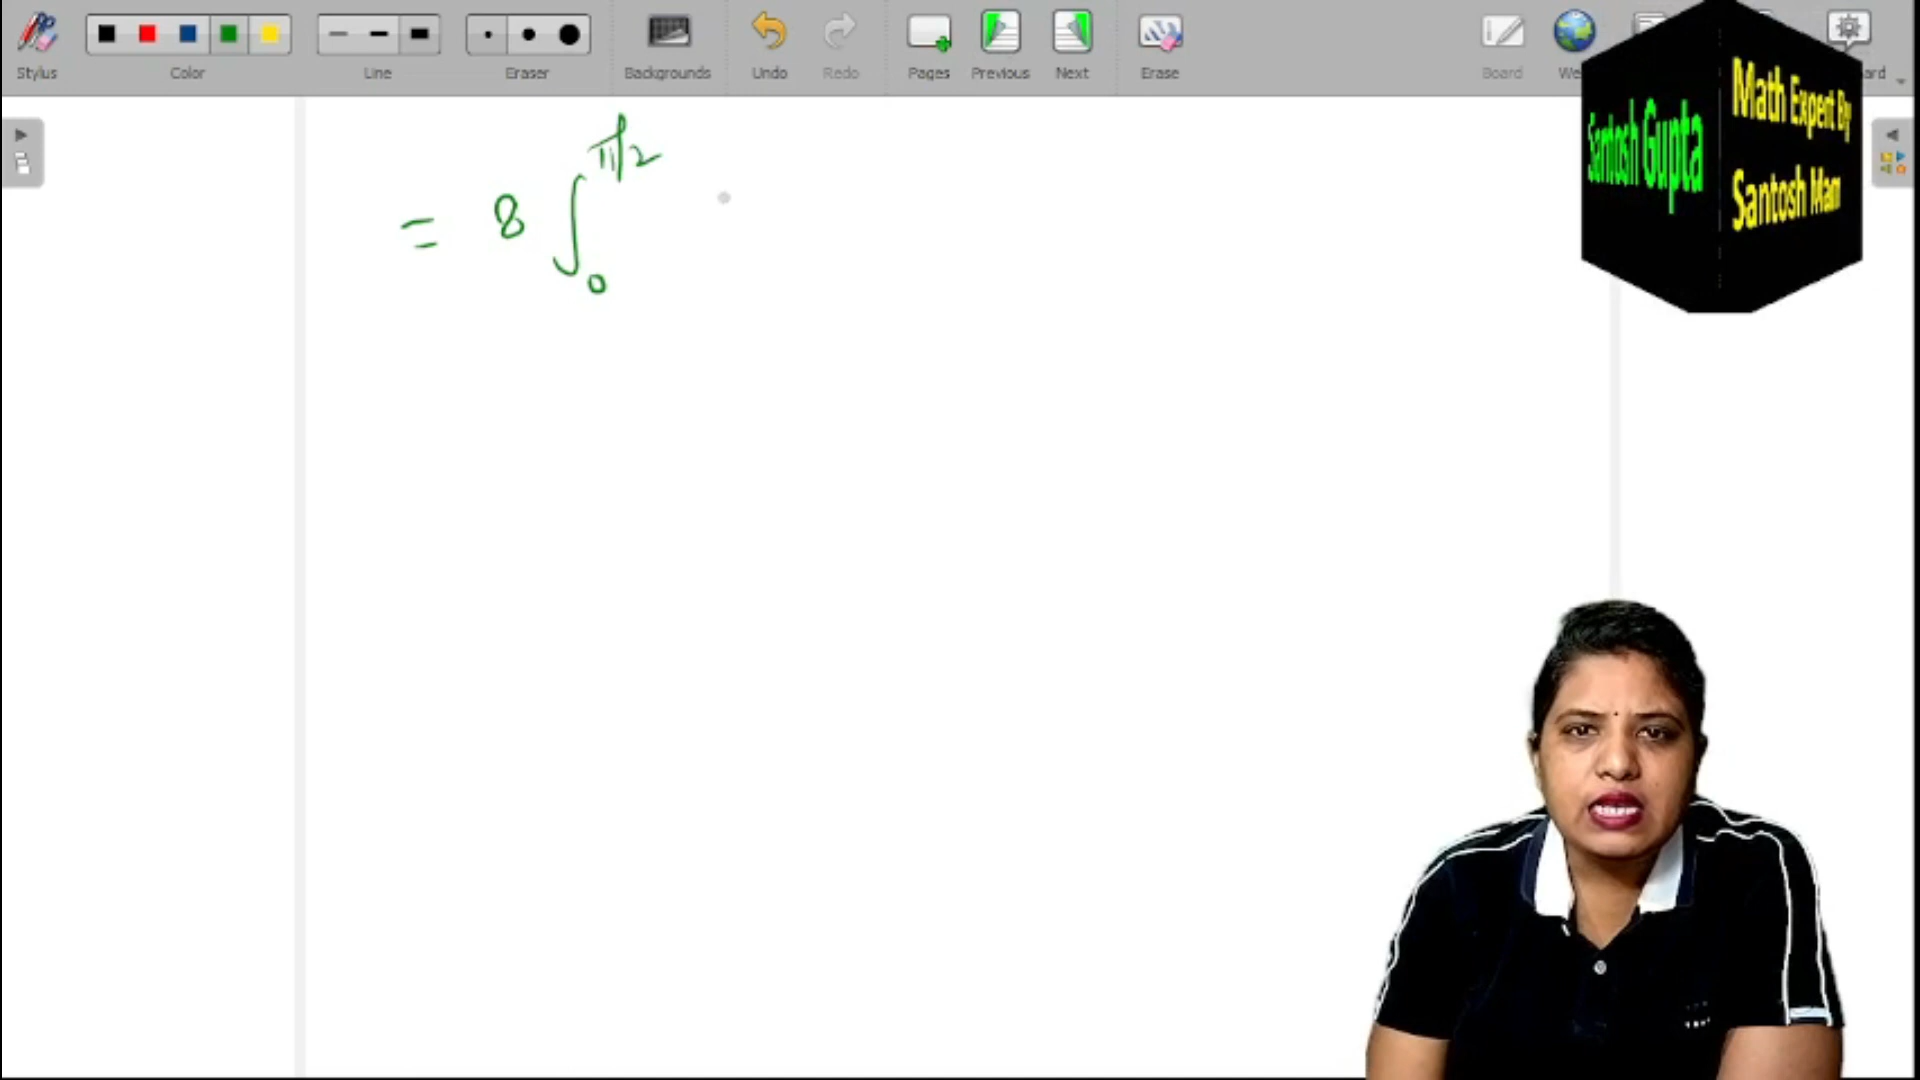 Stylus Color Line Eraser Backgrounds Undo Redo Pages Previous Next Erase Board
Santosh Gupta
Math Expert By
Santosh Mam
= 8 ∫₀^{π/2}